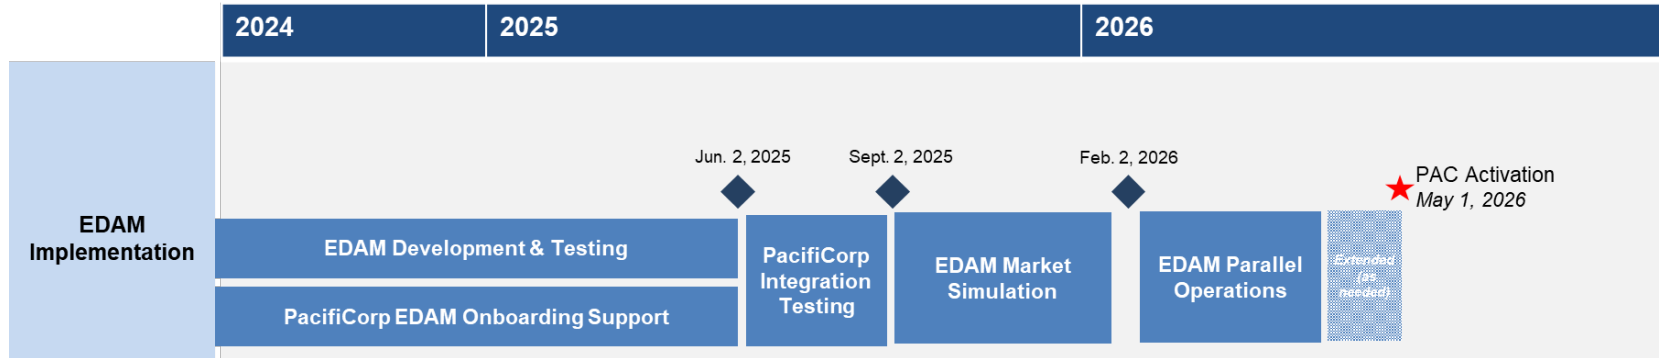 2024
2025
2026
EDAM
Implementation
Jun. 2, 2025
Sept. 2, 2025
Feb. 2, 2026
PAC Activation
May 1, 2026
EDAM Development & Testing
PacifiCorp EDAM Onboarding Support
PacifiCorp
Integration
Testing
EDAM Market
Simulation
EDAM Parallel
Operations
Extended
(as
needed)